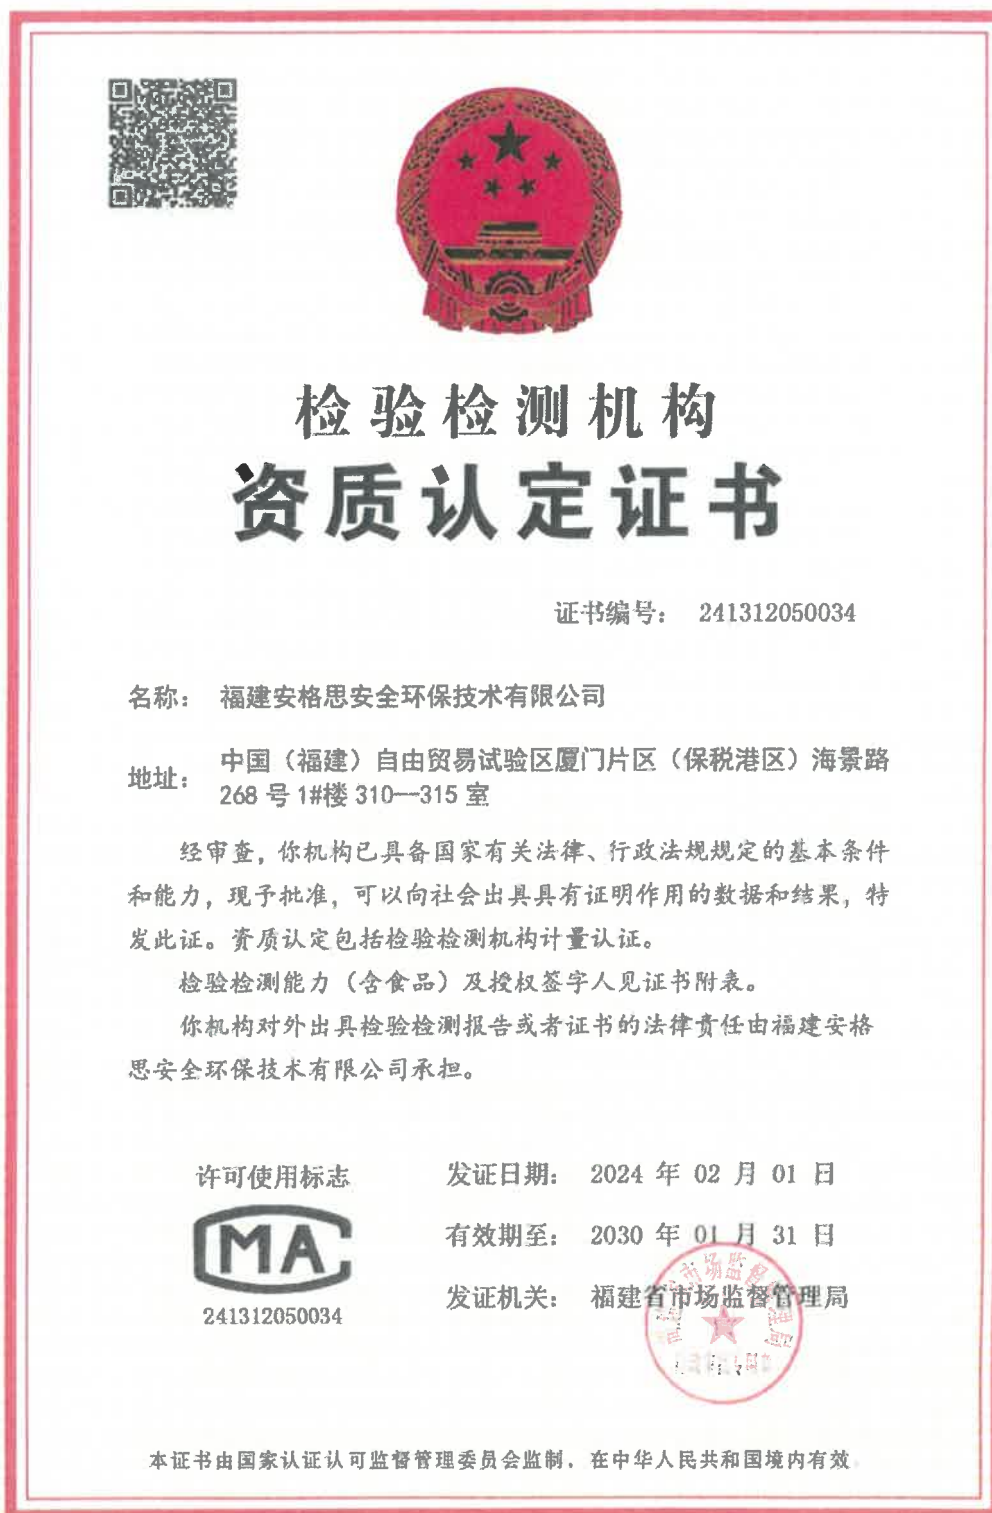 检验检测机构
资质认定证书
证书编号： 241312050034
名称： 福建安格思安全环保技术有限公司
地址： 中国（福建）自由贸易试验区厦门片区（保税港区）海景路
268 号 1#楼 310—315 室
经审查，你机构已具备国家有关法律、行政法规规定的基本条件
和能力，现予批准，可以向社会出具具有证明作用的数据和结果，特
发此证。资质认定包括检验检测机构计量认证。
检验检测能力（含食品）及授权签字人见证书附表。
你机构对外出具检验检测报告或者证书的法律责任由福建安格
思安全环保技术有限公司承担。
许可使用标志
MA
241312050034
发证日期： 2024 年 02 月 01 日
有效期至： 2030 年 01 月 31 日
发证机关： 福建省市场监督管理局
本证书由国家认证认可监督管理委员会监制，在中华人民共和国境内有效